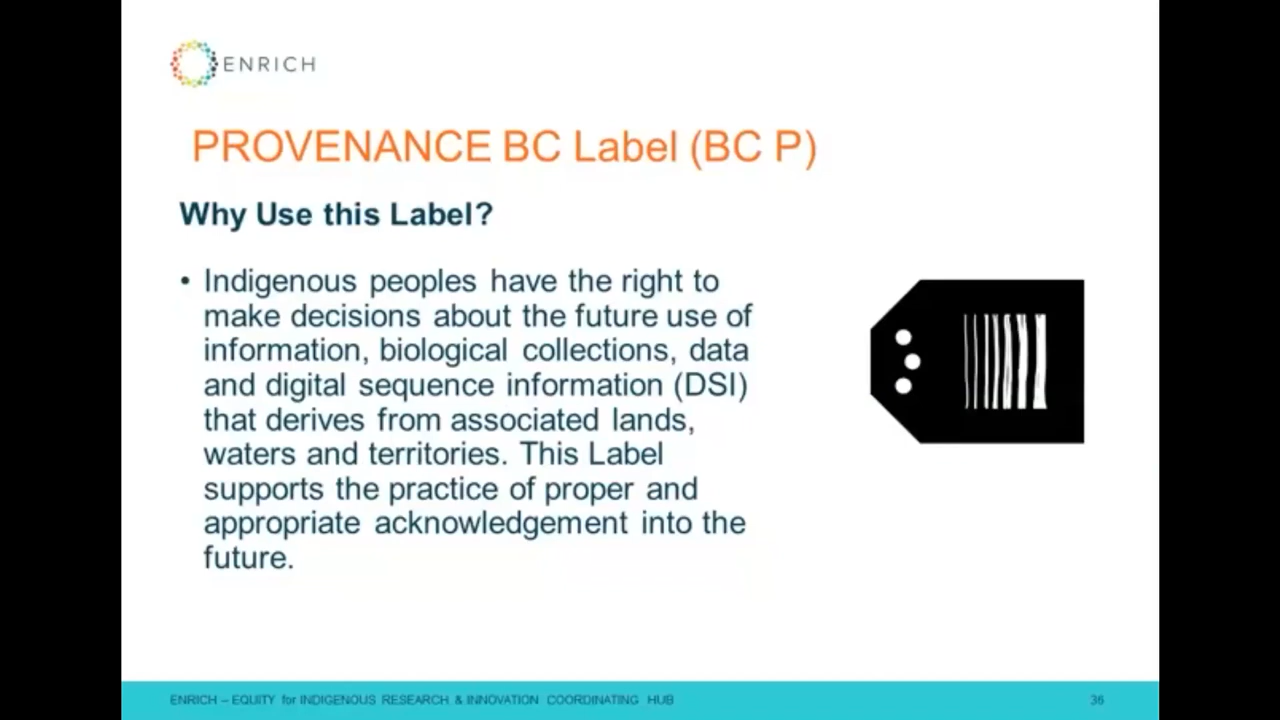 ENRICH
PROVENANCE BC Label (BC P)
Why Use this Label?
• Indigenous peoples have the right to
make decisions about the future use of
information, biological collections, data
and digital sequence information (DSI)
that derives from associated lands,
waters and territories. This Label
supports the practice of proper and
appropriate acknowledgement into the
future.
ENRICH – EQUITY for INDIGENOUS RESEARCH & INNOVATION COORDINATING HUB
36